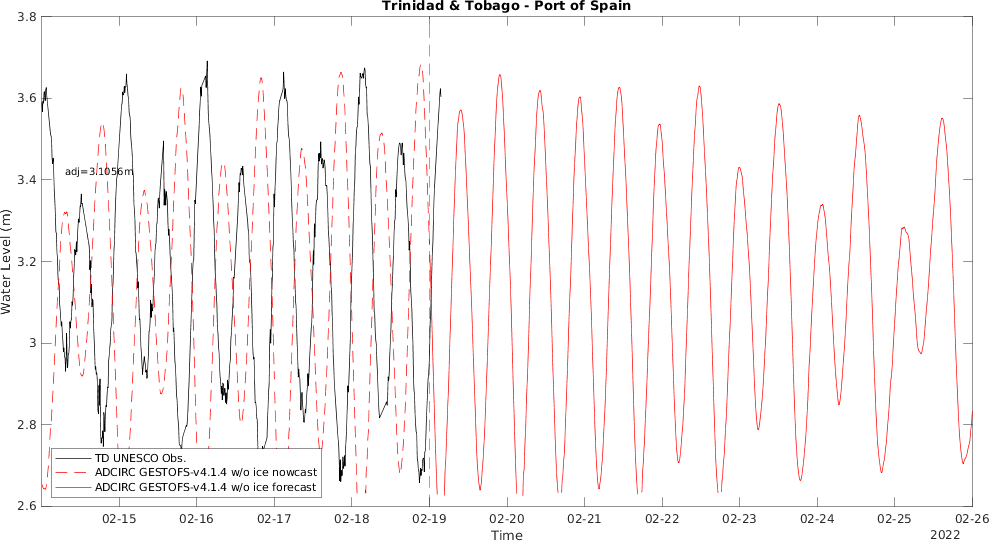 Trinidad & Tobago - Port of Spain
3.8
3.6
3.4
3.2
3
2.8
2.6
Water Level (m)
adj=3.1056m
TD UNESCO Obs.
ADCIRC GESTOFS-v4.1.4 w/o ice nowcast
ADCIRC GESTOFS-v4.1.4 w/o ice forecast
02-15 02-16 02-17 02-18 02-19 02-20 02-21 02-22 02-23 02-24 02-25 02-26
Time
2022